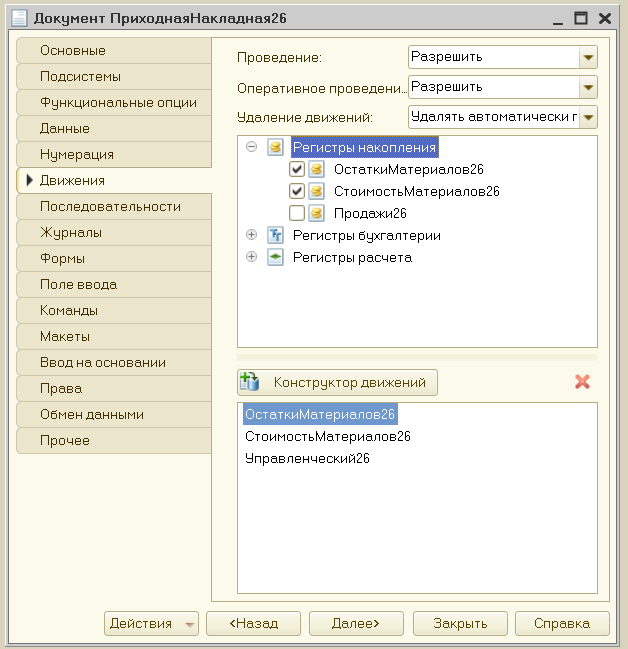 Документ ПриходнаяНакладная26
Основные
Подсистемы
Функциональные опции
Данные
Нумерация
Движения
Последовательности
Журналы
Формы
Поле ввода
Команды
Макеты
Ввод на основании
Права
Обмен данными
Прочее
Проведение: Разрешить
Оперативное проведени... Разрешить
Удаление движений: Удалять автоматически г
Регистры накопления
ОстаткиМатериалов26
СтоимостьМатериалов26
Продажи26
Регистры бухгалтерии
Регистры расчета
Конструктор движений
ОстаткиМатериалов26
СтоимостьМатериалов26
Управленческий26
Действия <Назад Далее> Закрыть Справка